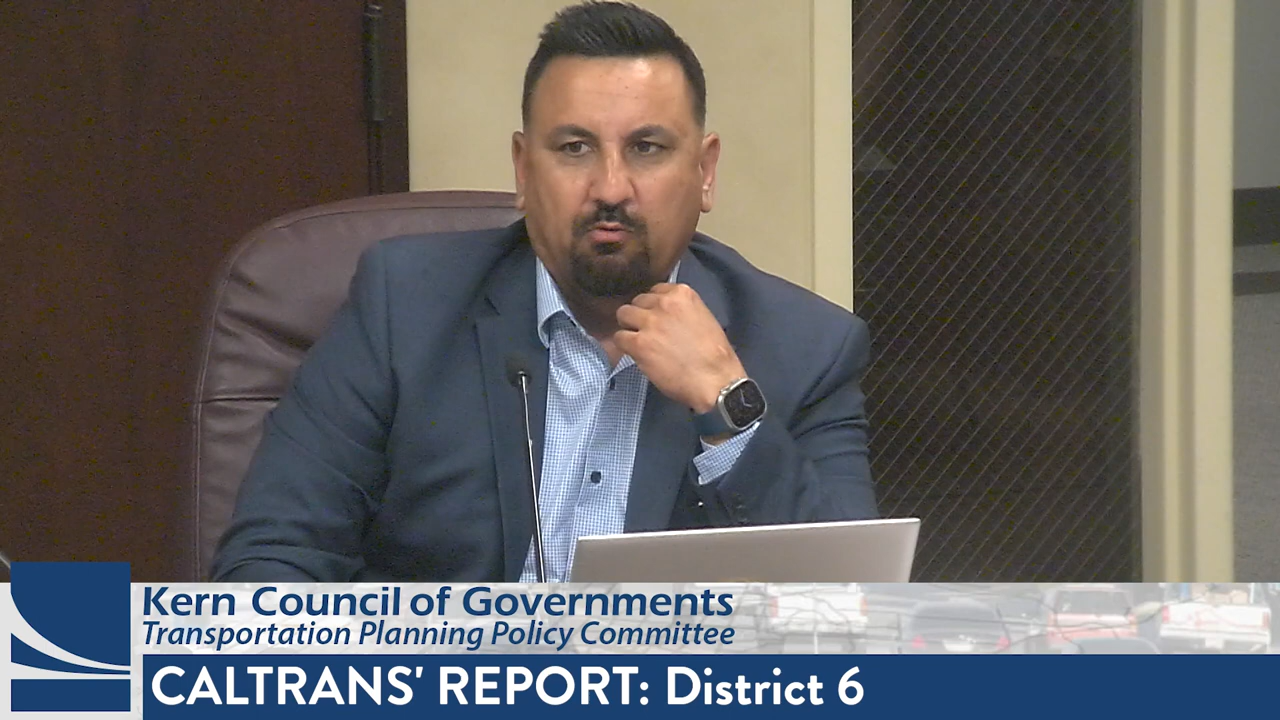 Kern Council of Governments
Transportation Planning Policy Committee
CALTRANS' REPORT: District 6